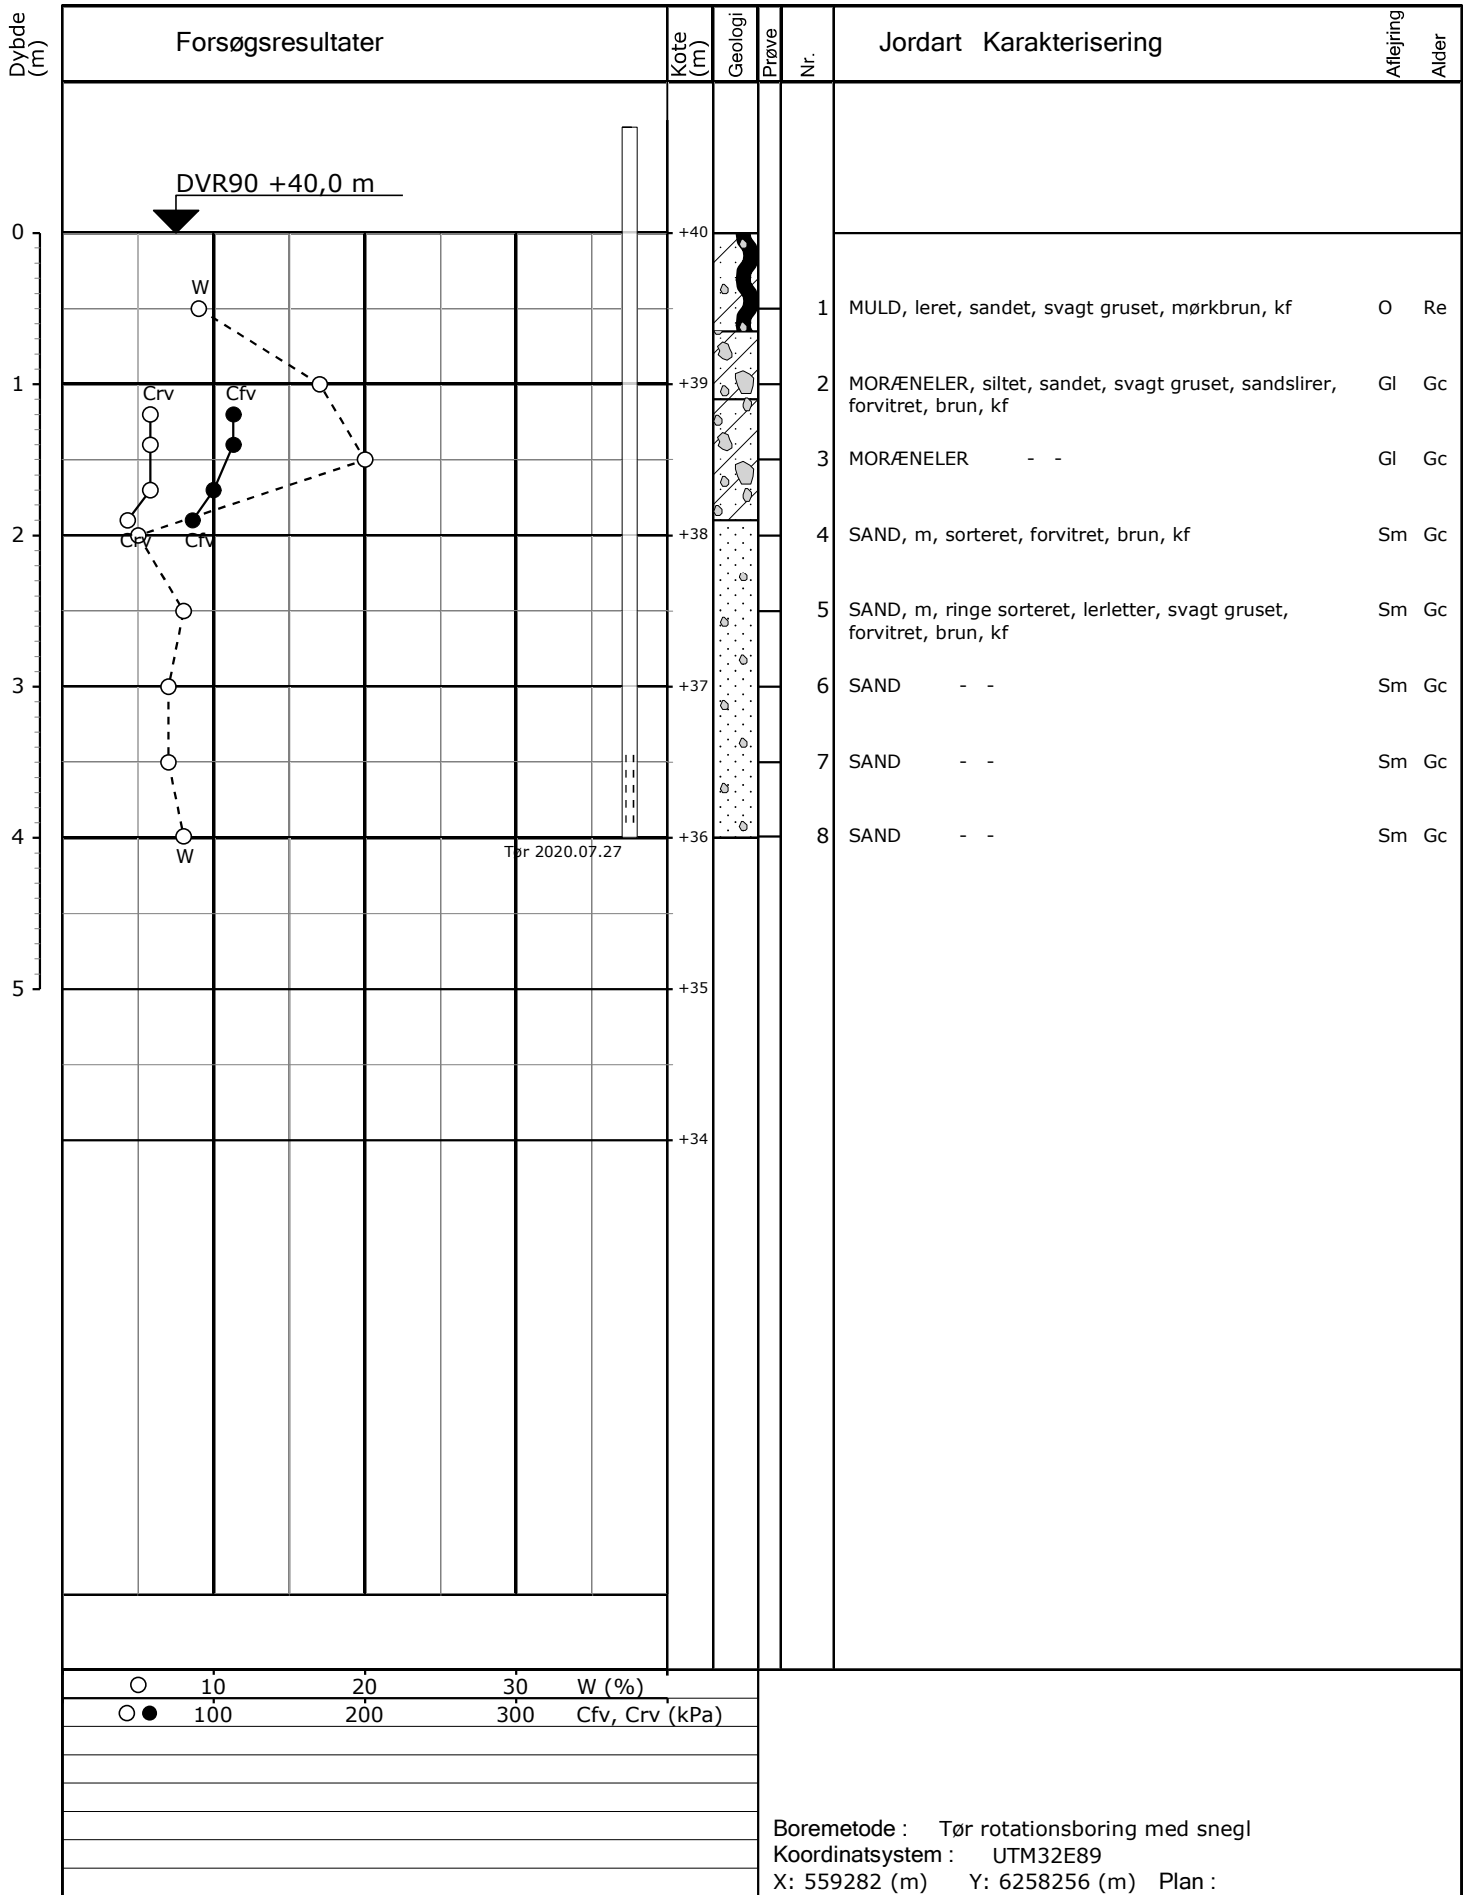 Dybde (m)
Forsøgsresultater
Kote (m)
Geologi
Prøve
Nr.
Jordart Karakterisering
Aflejring
Alder
DVR90 +40,0 m
0 +40
W
1 MULD, leret, sandet, svagt gruset, mørkbrun, kf O Re
1 +39
2 MORÆNELER, siltet, sandet, svagt gruset, sandslirer, Gl Gc
forvitret, brun, kf
Crv Cfv
3 MORÆNELER - - Gl Gc
2 +38
Crv Cfv
4 SAND, m, sorteret, forvitret, brun, kf Sm Gc
5 SAND, m, ringe sorteret, lerletter, svagt gruset, Sm Gc
forvitret, brun, kf
3 +37
6 SAND - - Sm Gc
7 SAND - - Sm Gc
4 +36
8 SAND - - Sm Gc
W
Tør 2020.07.27
5 +35
+34
10 20 30 W (%)
100 200 300 Cfv, Crv (kPa)
Boremetode : Tør rotationsboring med snegl
Koordinatsystem : UTM32E89
X: 559282 (m) Y: 6258256 (m) Plan :